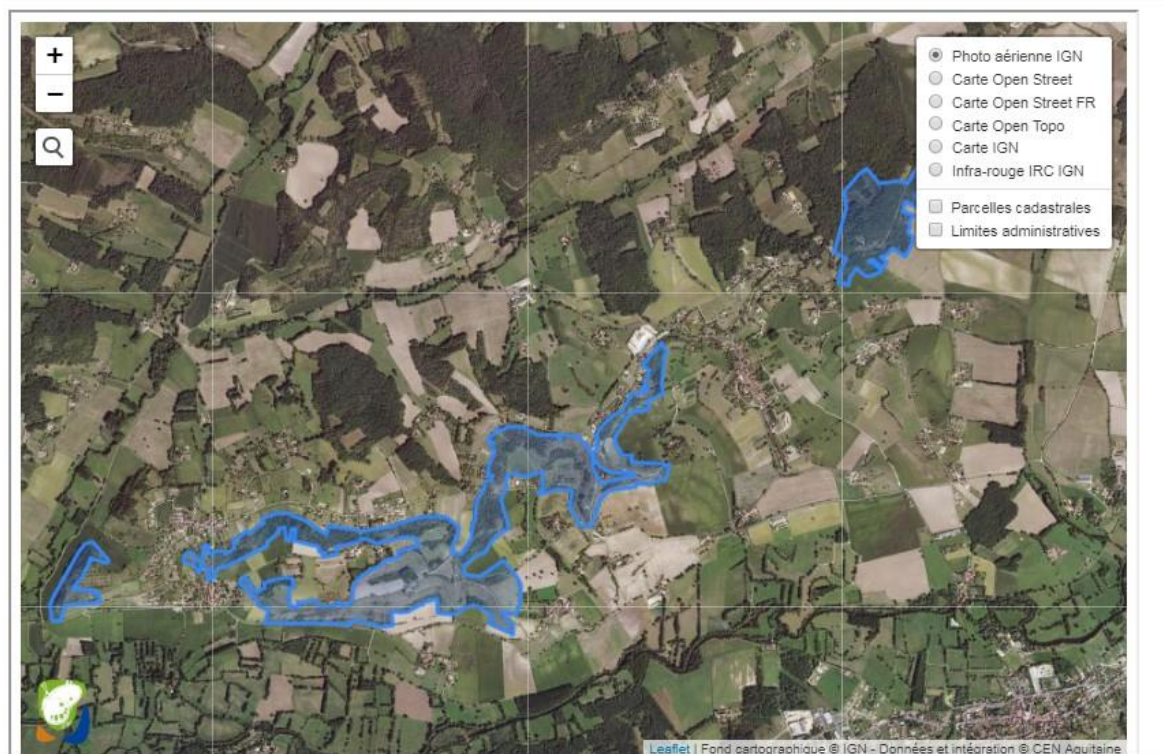 +
−
Photo aérienne IGN
Carte Open Street
Carte Open Street FR
Carte Open Topo
Carte IGN
Infra-rouge IRC IGN
Parcelles cadastrales
Limites administratives
Leaflet | Fond cartographique © IGN - Données et intégration © CEN Aquitaine